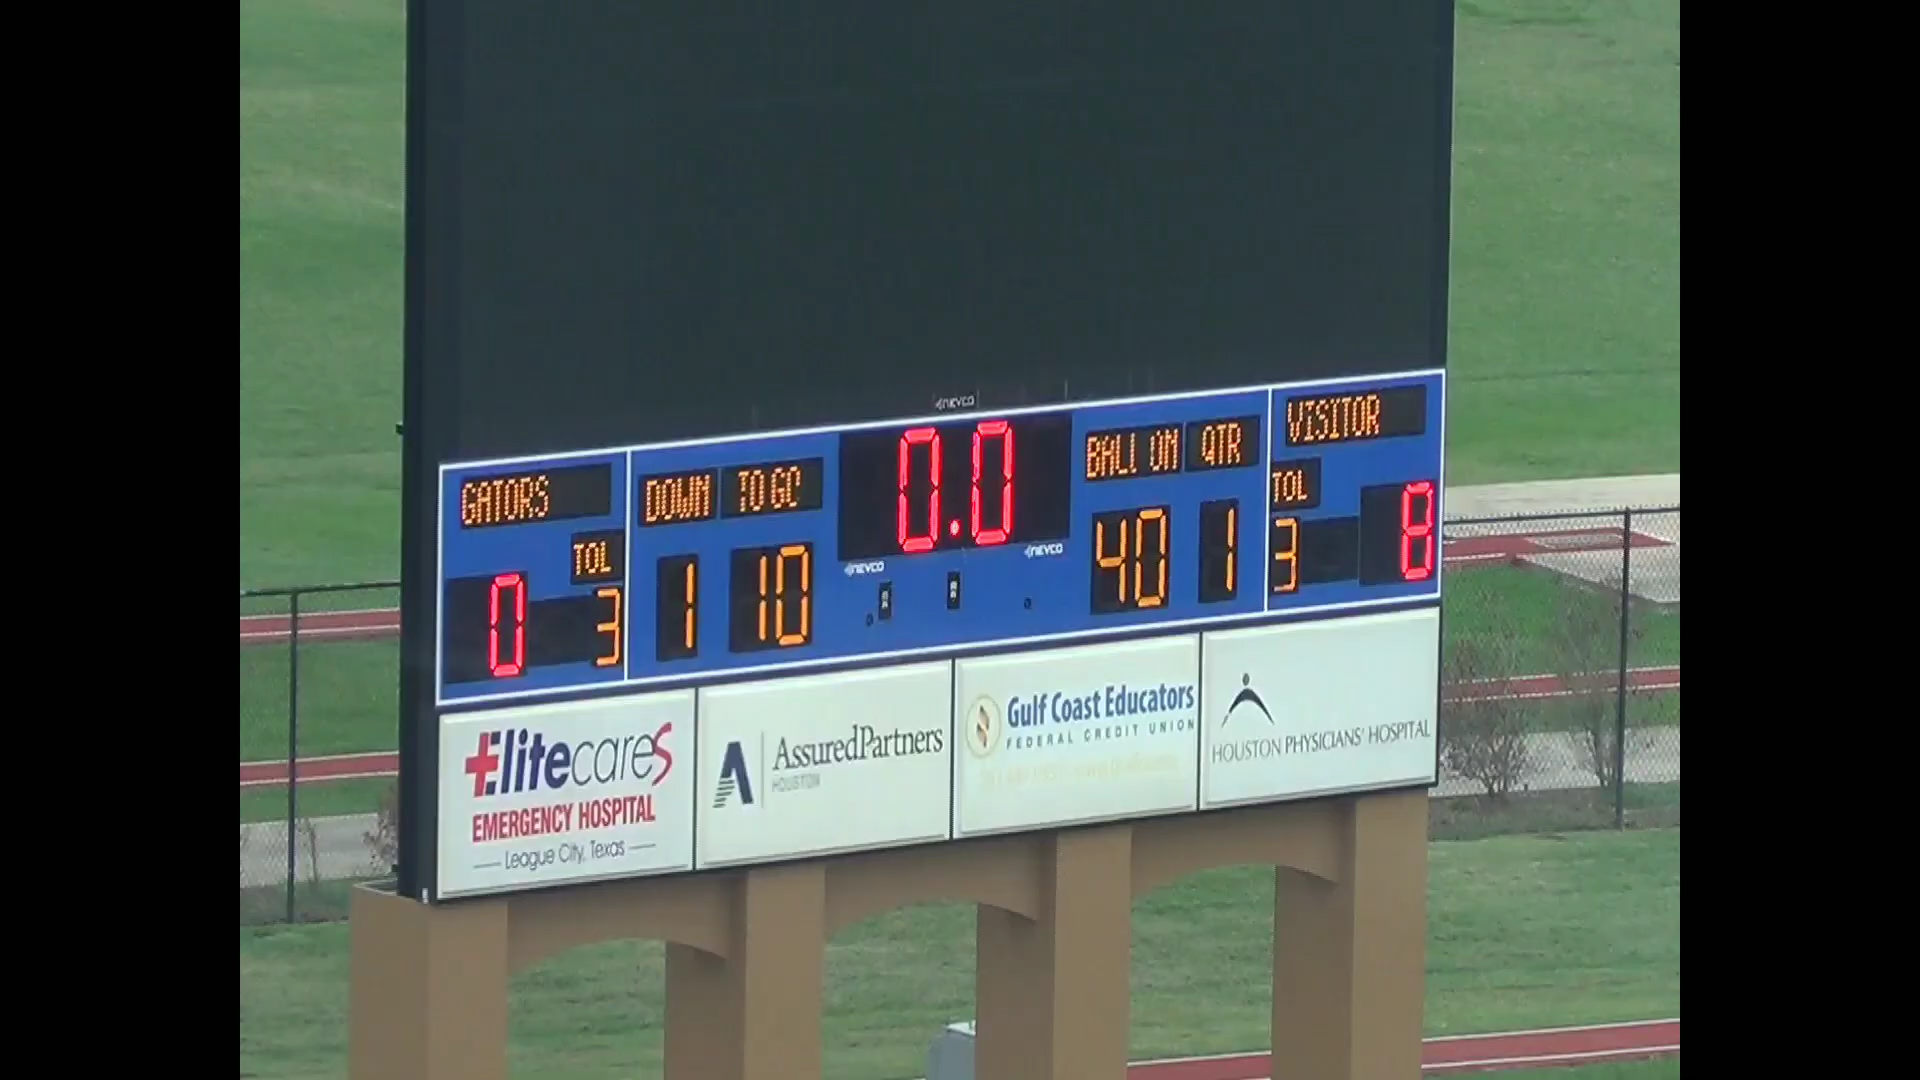 NEVCO
GATORS
TOL
0
3
DOWN
TO GO
1
10
0.0
NEVCO
NEVCO
BALL ON
QTR
40
1
VISITOR
TOL
3
8
Elitecares
EMERGENCY HOSPITAL
League City, Texas
AssuredPartners
HOUSTON
Gulf Coast Educators
FEDERAL CREDIT UNION
HOUSTON PHYSICIANS' HOSPITAL